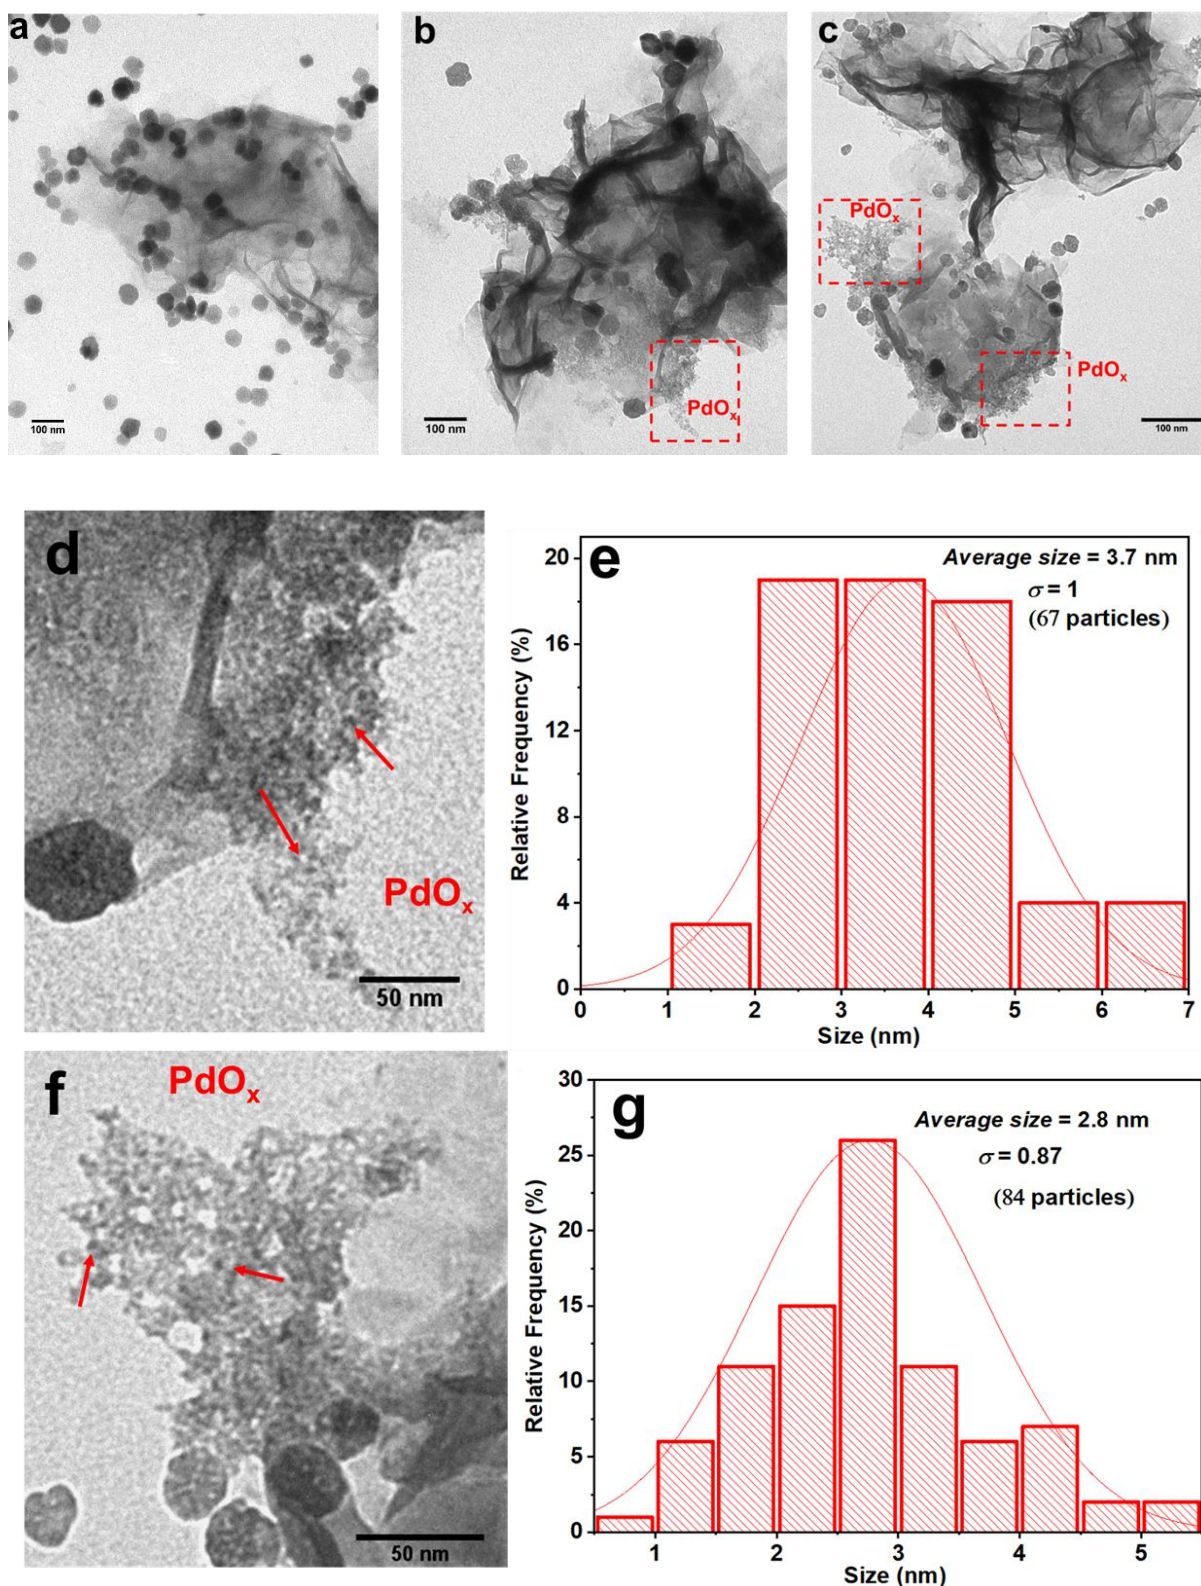 a
100 nm
b
PdOₓ
100 nm
c
PdOₓ
PdOₓ
100 nm
d
PdOₓ
50 nm
e
Average size = 3.7 nm
σ = 1
(67 particles)
Relative Frequency (%)
20
16
12
8
4
0
0 1 2 3 4 5 6 7
Size (nm)
f
PdOₓ
50 nm
g
Average size = 2.8 nm
σ = 0.87
(84 particles)
Relative Frequency (%)
30
25
20
15
10
5
0
1 2 3 4 5
Size (nm)